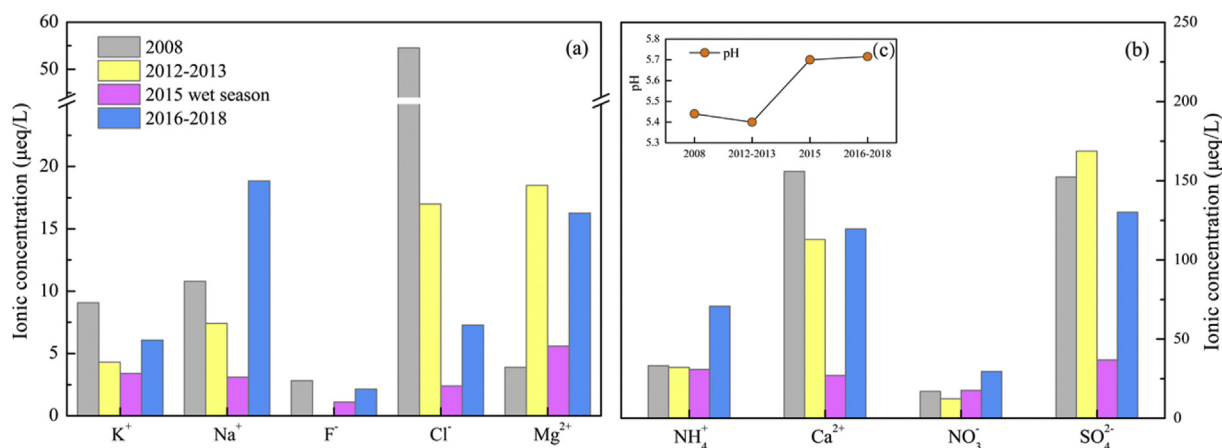 60
50
20
15
10
5
0
Ionic concentration (μeq/L)
2008
2012-2013
2015 wet season
2016-2018
(a)
K⁺
Na⁺
F⁻
Cl⁻
Mg²⁺
5.8
5.7
5.6
5.5
5.4
5.3
pH
pH
(c)
2008
2012-2013
2015
2016-2018
(b)
250
200
150
100
50
0
Ionic concentration (μeq/L)
NH₄⁺
Ca²⁺
NO₃⁻
SO₄²⁻